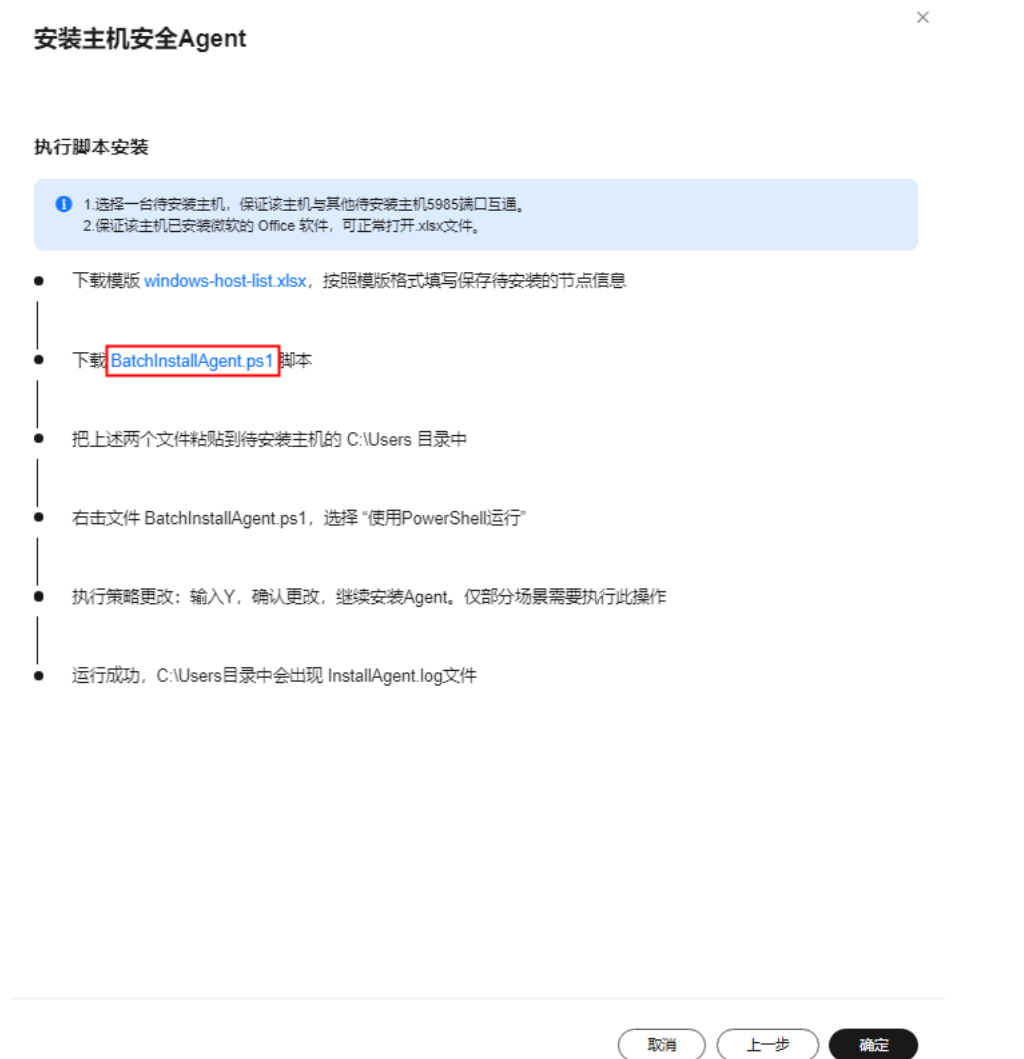 安装主机安全Agent
执行脚本安装
1.选择一台待安装主机，保证该主机与其他待安装主机5985端口互通。
2.保证该主机已安装微软的 Office 软件，可正常打开.xlsx文件。
下载模版 windows-host-list.xlsx，按照模版格式填写保存待安装的节点信息
下载 BatchInstallAgent.ps1 脚本
把上述两个文件粘贴到待安装主机的 C:\Users 目录中
右击文件 BatchInstallAgent.ps1，选择 “使用PowerShell运行”
执行策略更改：输入Y，确认更改，继续安装Agent。仅部分场景需要执行此操作
运行成功，C:\Users目录中会出现 InstallAgent.log文件
取消 上一步 确定